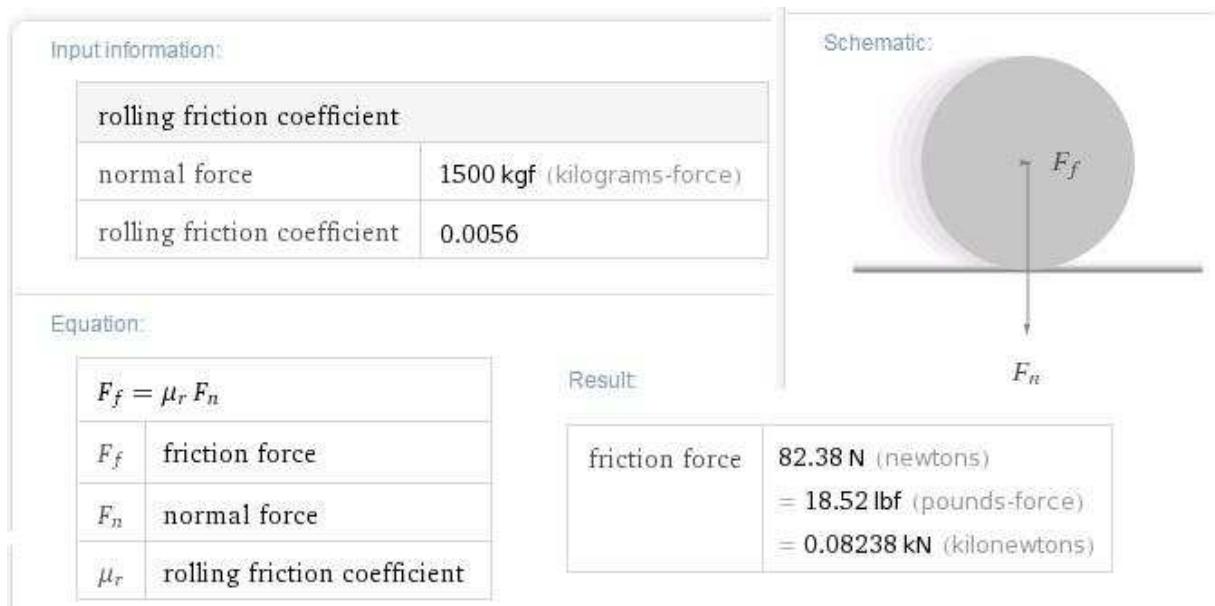 Input information:
rolling friction coefficient
normal force 1500 kgf (kilograms-force)
rolling friction coefficient 0.0056
Schematic:
F_f
F_n
Equation:
F_f = μ_r F_n
F_f friction force
F_n normal force
μ_r rolling friction coefficient
Result:
friction force 82.38 N (newtons)
= 18.52 lbf (pounds-force)
= 0.08238 kN (kilonewtons)